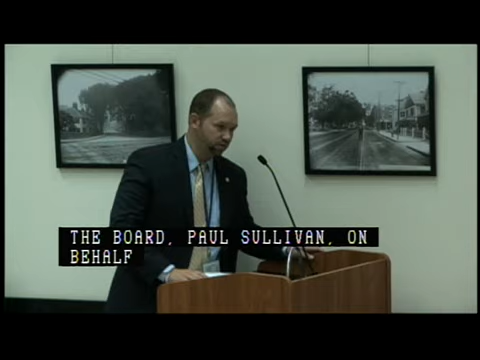 THE BOARD, PAUL SULLIVAN, ON
BEHALF